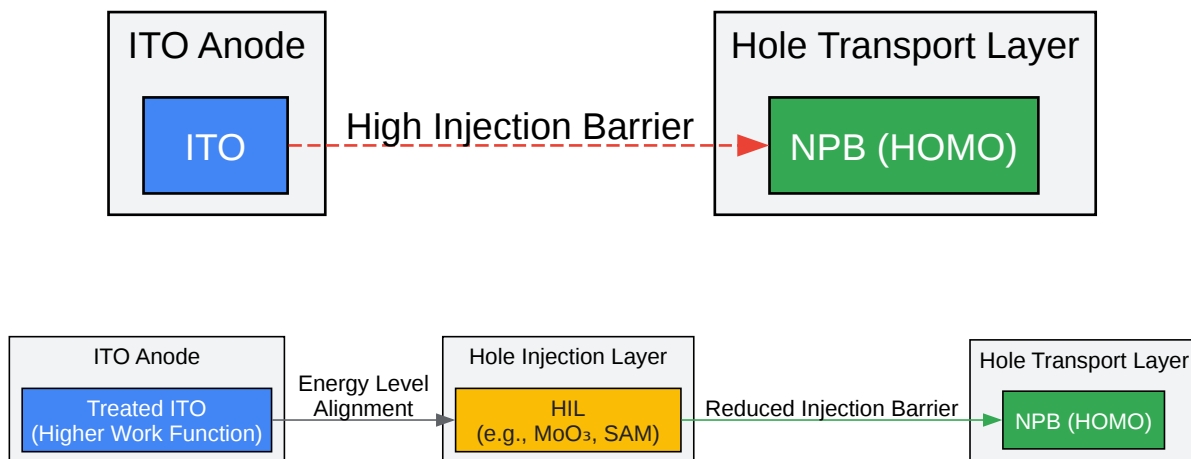 ITO Anode
Hole Transport Layer
ITO
High Injection Barrier
NPB (HOMO)
ITO Anode
Hole Injection Layer
Hole Transport Layer
Treated ITO
(Higher Work Function)
Energy Level
Alignment
HIL
(e.g., MoO₃, SAM)
Reduced Injection Barrier
NPB (HOMO)